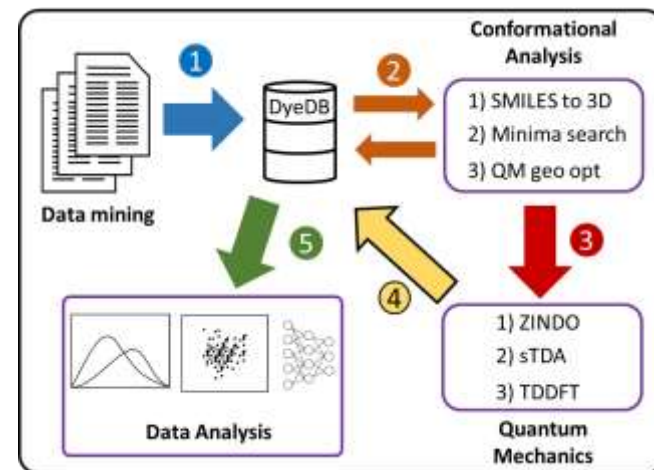 Conformational
Analysis
1
2
DyeDB
1) SMILES to 3D
2) Minima search
3) QM geo opt
Data mining
5
3
4
1) ZINDO
2) sTDA
3) TDDFT
Data Analysis
Quantum
Mechanics